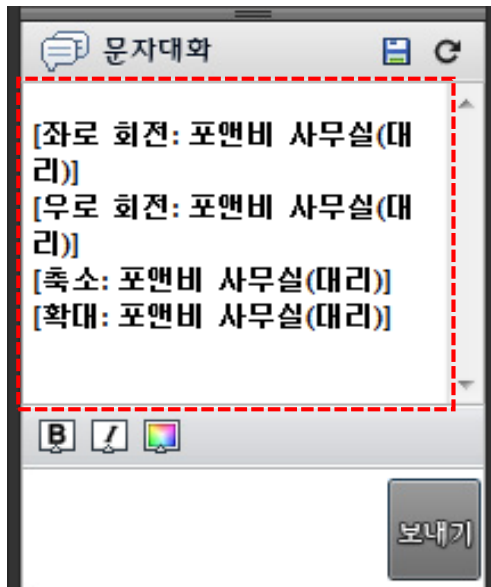 문자대화
[좌로 회전: 포앤비 사무실(대
리)]
[우로 회전: 포앤비 사무실(대
리)]
[축소: 포앤비 사무실(대리)]
[확대: 포앤비 사무실(대리)]
B I
보내기